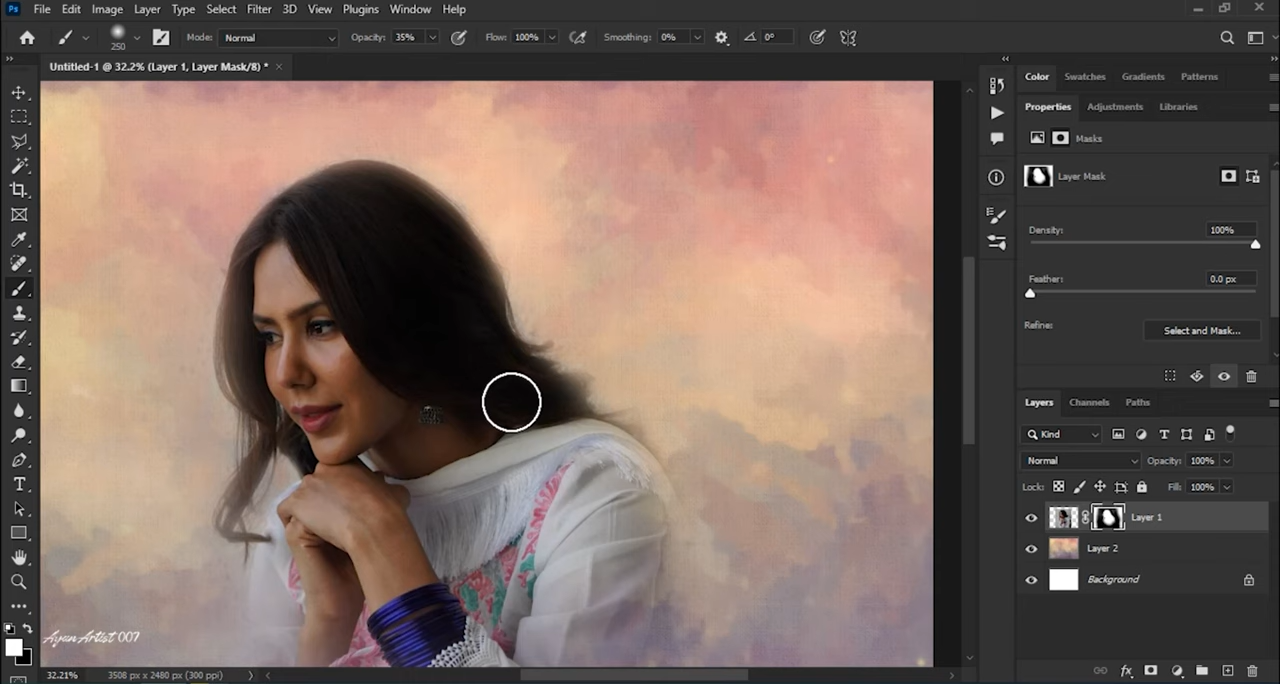 Ps File Edit Image Layer Type Select Filter 3D View Plugins Window Help
250 Mode: Normal Opacity: 35% Flow: 100% Smoothing: 0% 0°
Untitled-1 @ 32.2% (Layer 1, Layer Mask/8) * ×
Color Swatches Gradients Patterns
Properties Adjustments Libraries
Masks
Layer Mask
Density: 100%
Feather: 0.0 px
Refine: Select and Mask...
Layers Channels Paths
Kind
Normal Opacity: 100%
Lock: Fill: 100%
Layer 1
Layer 2
Background
AyanArtist 007
32.21% 3508 px x 2480 px (300 ppi)